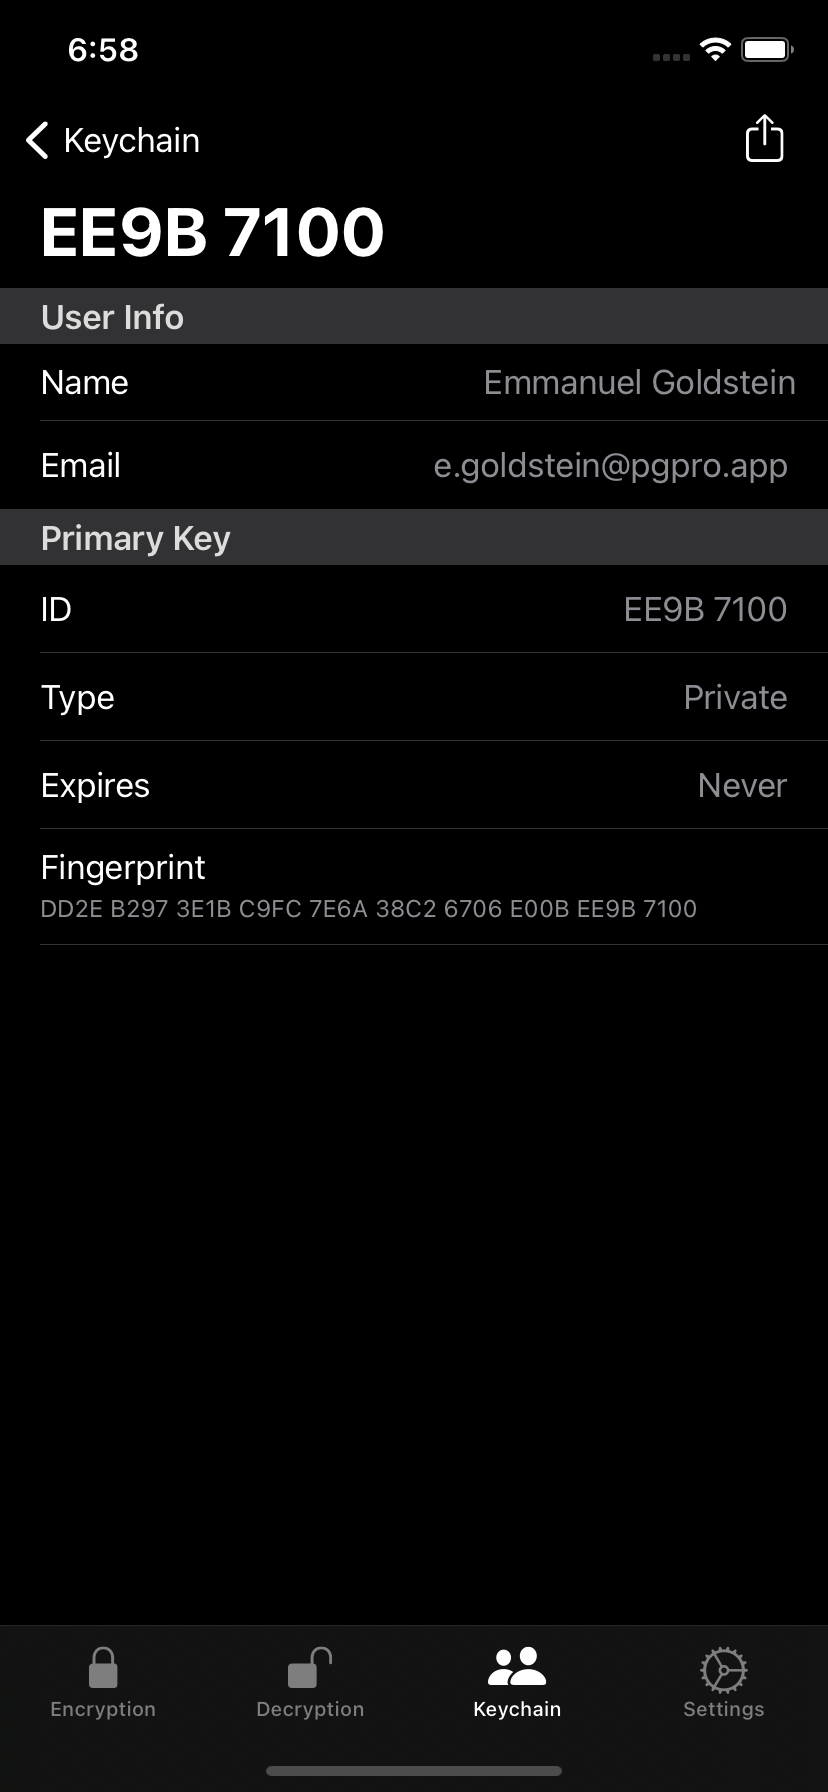 6:58
Keychain
EE9B 7100
User Info
Name Emmanuel Goldstein
Email e.goldstein@pgpro.app
Primary Key
ID EE9B 7100
Type Private
Expires Never
Fingerprint
DD2E B297 3E1B C9FC 7E6A 38C2 6706 E00B EE9B 7100
Encryption Decryption Keychain Settings